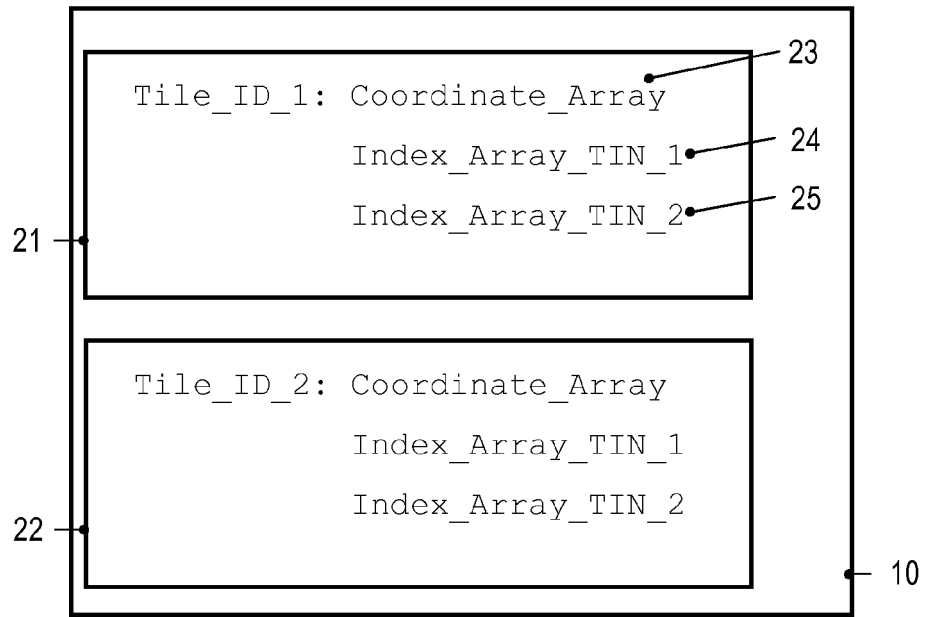 23
Tile_ID_1: Coordinate_Array
Index_Array_TIN_1 24
Index_Array_TIN_2 25
21
Tile_ID_2: Coordinate_Array
Index_Array_TIN_1
Index_Array_TIN_2
22
10